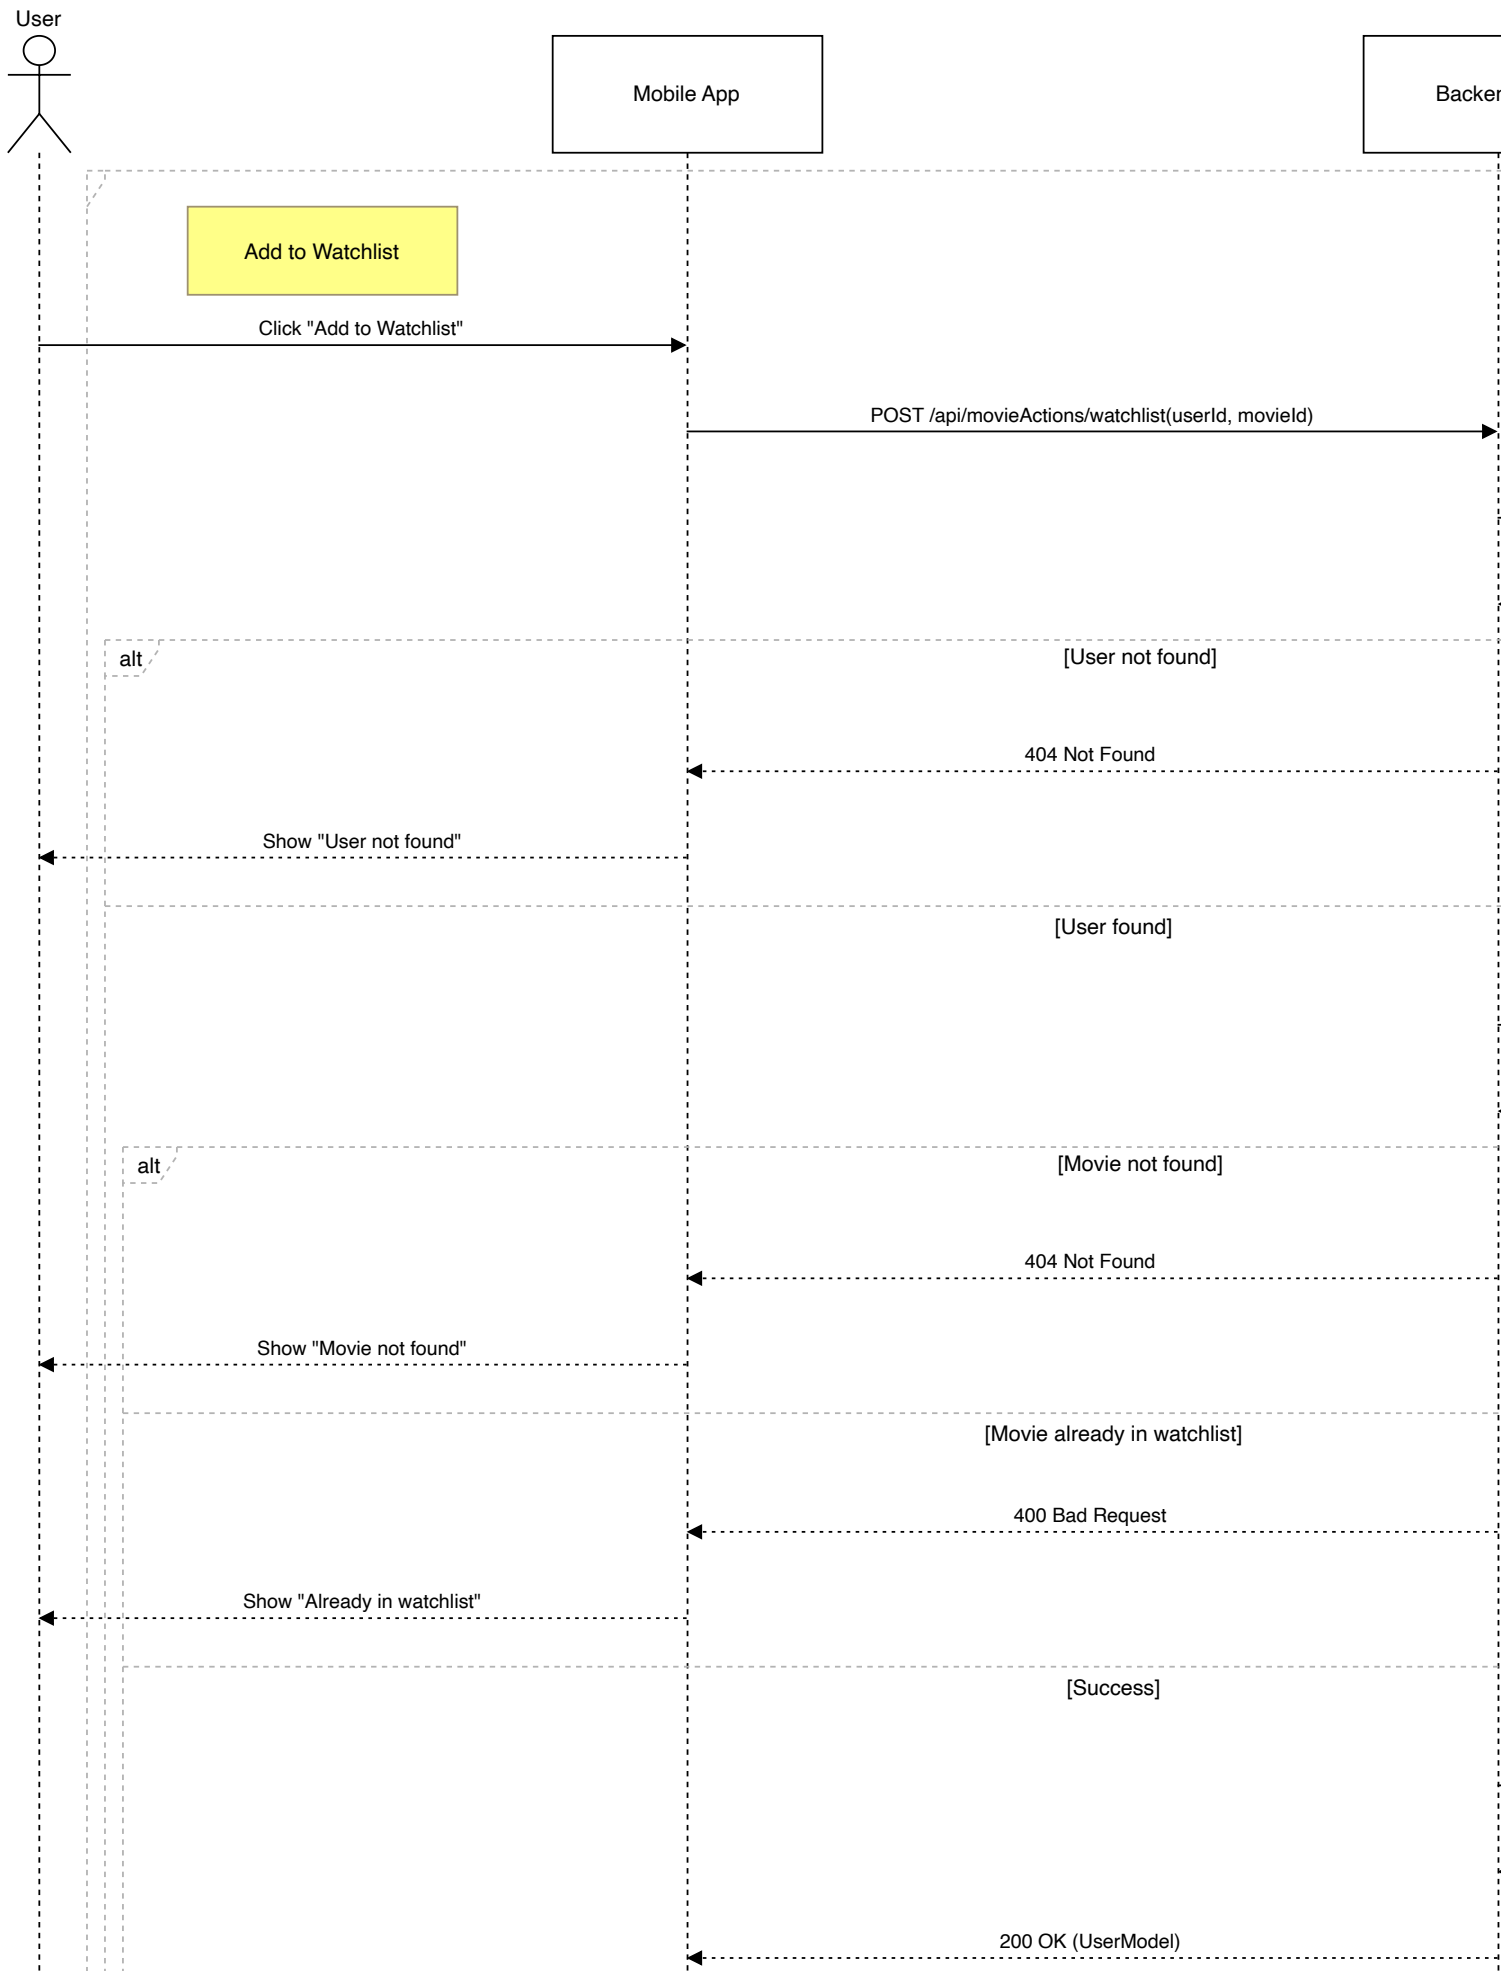 User
Mobile App
Add to Watchlist
Click "Add to Watchlist"
POST /api/movieActions/watchlist(userId, movieId)
alt
[User not found]
404 Not Found
Show "User not found"
[User found]
alt
[Movie not found]
404 Not Found
Show "Movie not found"
[Movie already in watchlist]
400 Bad Request
Show "Already in watchlist"
[Success]
200 OK (UserModel)